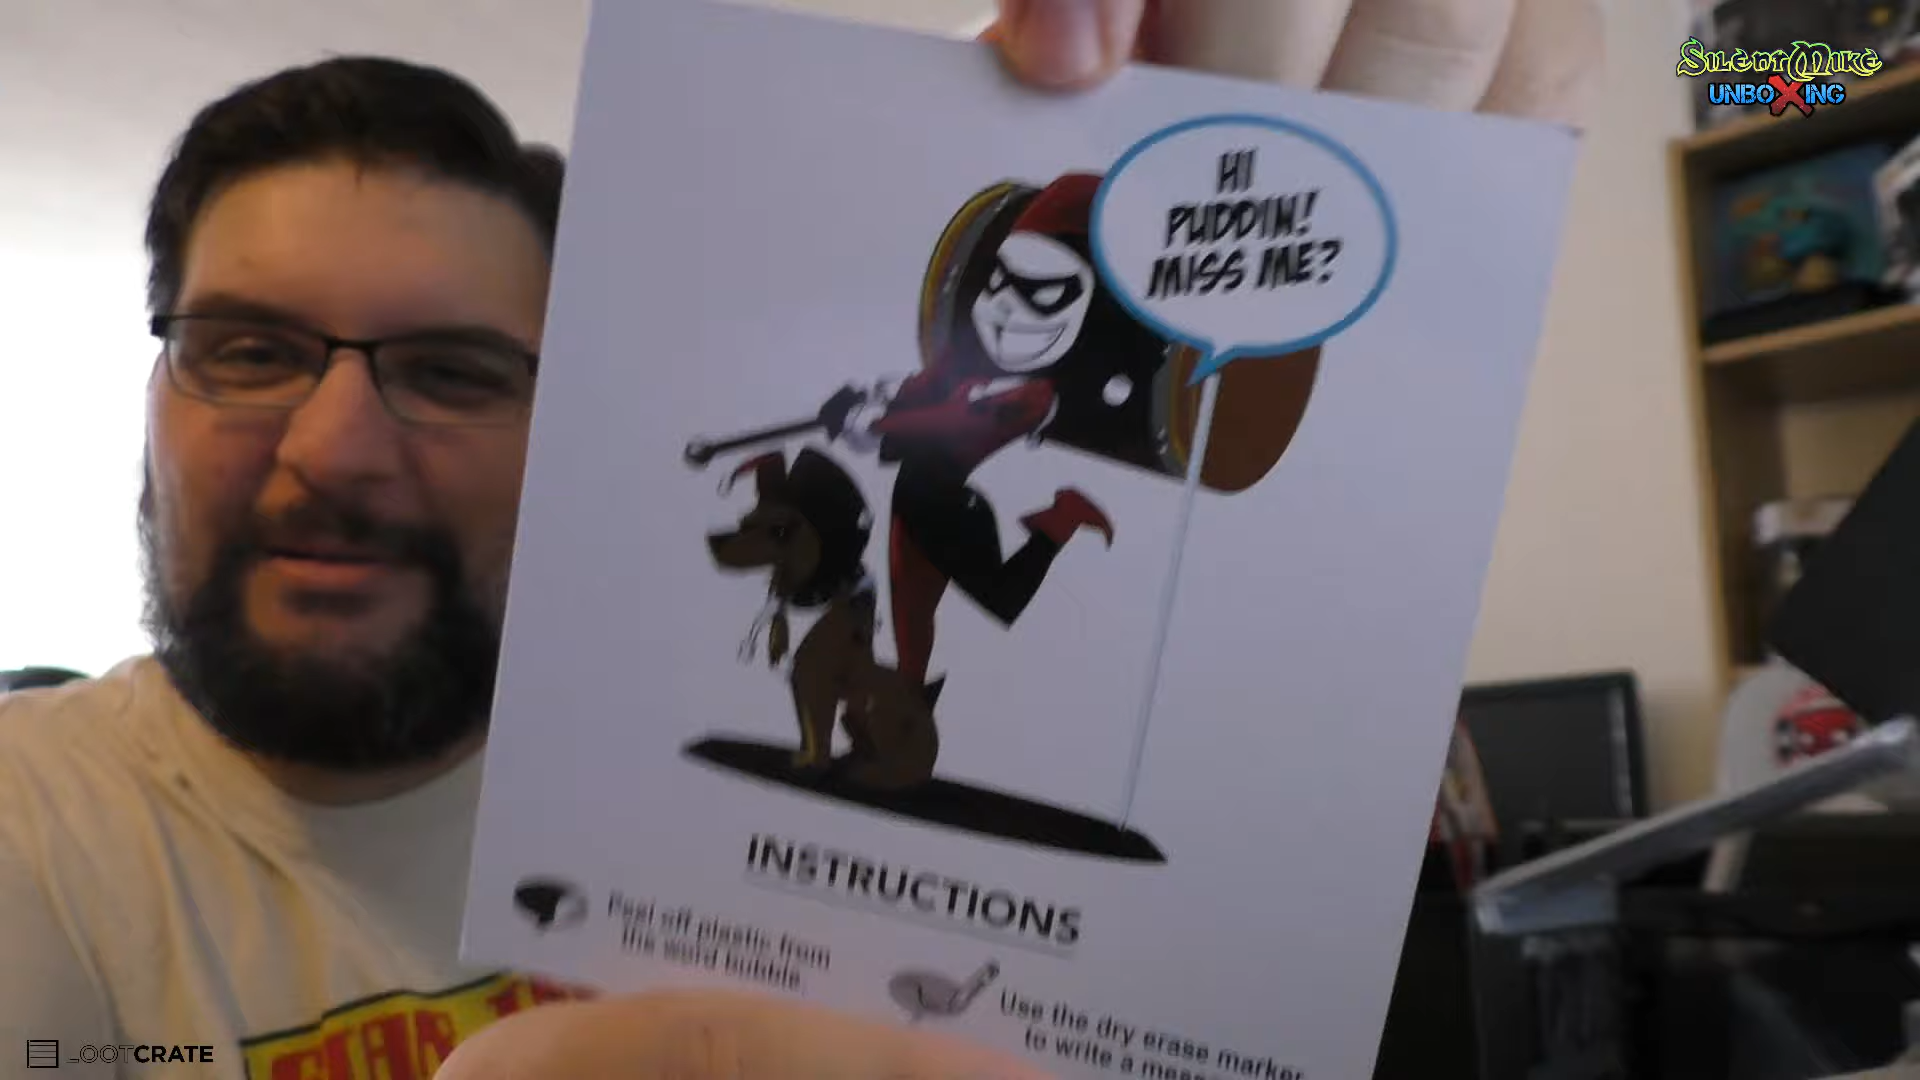 SilentMike
UNBOXING
HI
PUDDIN!
MISS ME?
INSTRUCTIONS
Peel off plastic from
the word bubble.
Use the dry erase marker
to write a
LOOTCRATE